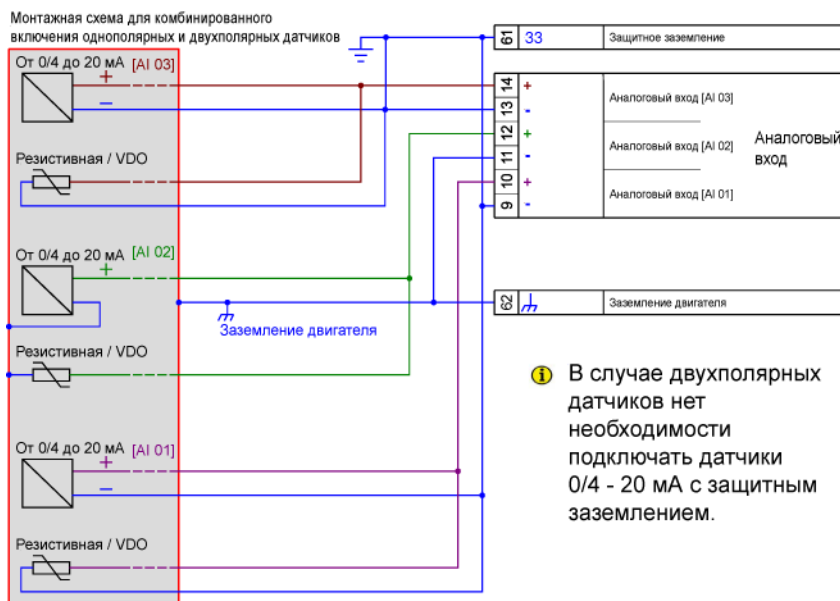 Монтажная схема для комбинированного
включения однополярных и двухполярных датчиков
От 0/4 до 20 мА [AI 03]
+
−
Резистивная / VDO
От 0/4 до 20 мА [AI 02]
+
Резистивная / VDO
От 0/4 до 20 мА [AI 01]
+
−
Резистивная / VDO
Заземление двигателя
61 33 Защитное заземление
14 +
Аналоговый вход [AI 03]
13 -
12 +
Аналоговый вход [AI 02]
11 -
10 +
Аналоговый вход [AI 01]
9 -
Аналоговый
вход
62 Заземление двигателя
i
В случае двухполярных
датчиков нет
необходимости
подключать датчики
0/4 - 20 мА с защитным
заземлением.